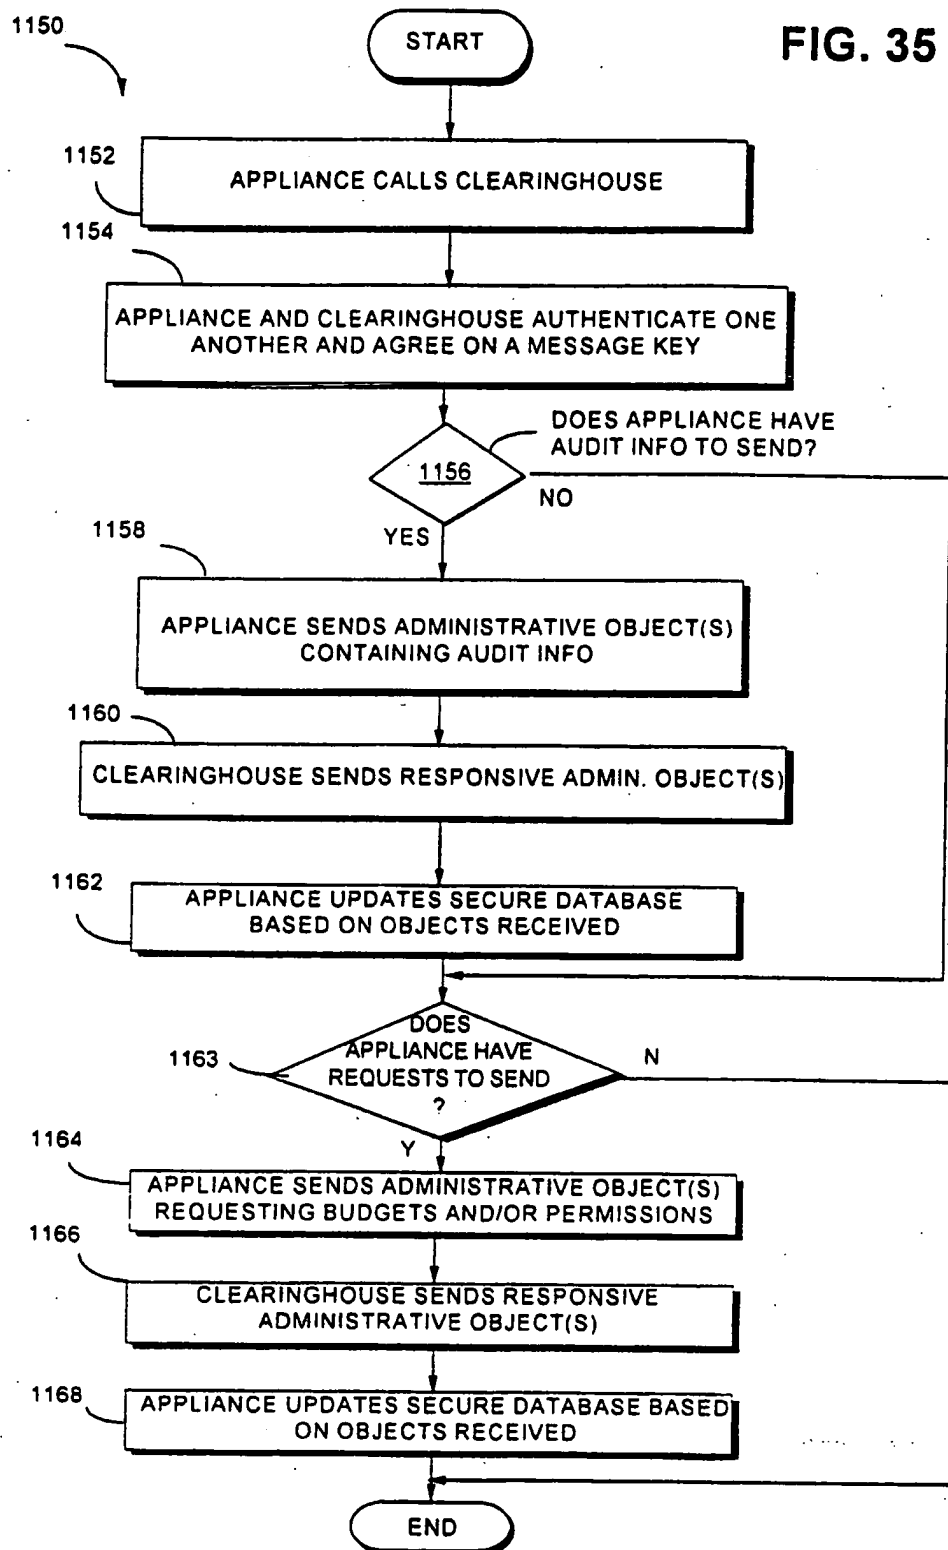 1150
START
FIG. 35
1152
APPLIANCE CALLS CLEARINGHOUSE
1154
APPLIANCE AND CLEARINGHOUSE AUTHENTICATE ONE
ANOTHER AND AGREE ON A MESSAGE KEY
DOES APPLIANCE HAVE
AUDIT INFO TO SEND?
1156
NO
YES
1158
APPLIANCE SENDS ADMINISTRATIVE OBJECT(S)
CONTAINING AUDIT INFO
1160
CLEARINGHOUSE SENDS RESPONSIVE ADMIN. OBJECT(S)
1162
APPLIANCE UPDATES SECURE DATABASE
BASED ON OBJECTS RECEIVED
1163
DOES
APPLIANCE HAVE
REQUESTS TO SEND
?
N
Y
1164
APPLIANCE SENDS ADMINISTRATIVE OBJECT(S)
REQUESTING BUDGETS AND/OR PERMISSIONS
1166
CLEARINGHOUSE SENDS RESPONSIVE
ADMINISTRATIVE OBJECT(S)
1168
APPLIANCE UPDATES SECURE DATABASE BASED
ON OBJECTS RECEIVED
END